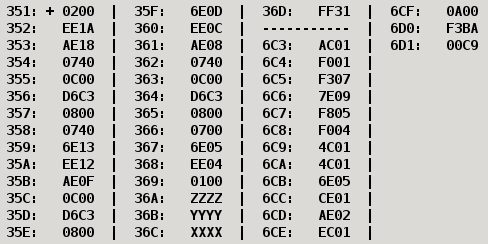 351: + 0200 | 35F: 6E0D | 36D: FF31 | 6CF: 0A00
352: EE1A | 360: EE0C | ----------- | 6D0: F3BA
353: AE18 | 361: AE08 | 6C3: AC01 | 6D1: 00C9
354: 0740 | 362: 0740 | 6C4: F001 |
355: 0C00 | 363: 0C00 | 6C5: F307 |
356: D6C3 | 364: D6C3 | 6C6: 7E09 |
357: 0800 | 365: 0800 | 6C7: F805 |
358: 0740 | 366: 0700 | 6C8: F004 |
359: 6E13 | 367: 6E05 | 6C9: 4C01 |
35A: EE12 | 368: EE04 | 6CA: 4C01 |
35B: AE0F | 369: 0100 | 6CB: 6E05 |
35C: 0C00 | 36A: ZZZZ | 6CC: CE01 |
35D: D6C3 | 36B: YYYY | 6CD: AE02 |
35E: 0800 | 36C: XXXX | 6CE: EC01 |